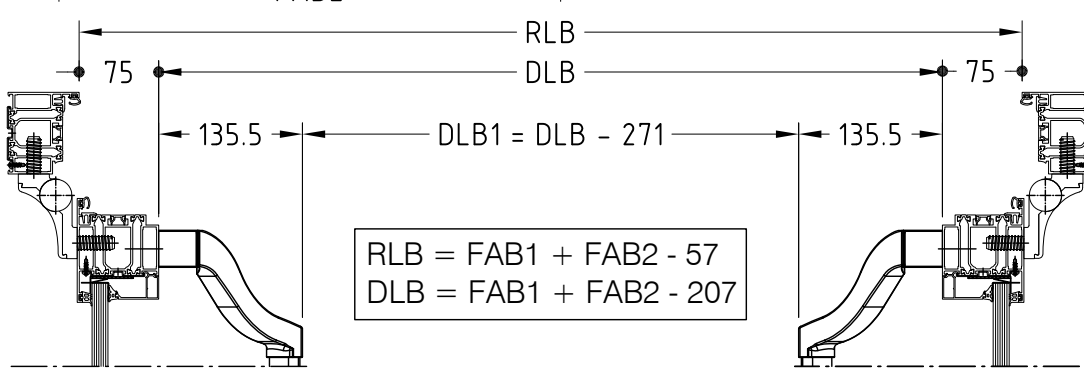 RLB
75 DLB 75
135.5 DLB1 = DLB - 271 135.5
RLB = FAB1 + FAB2 - 57
DLB = FAB1 + FAB2 - 207